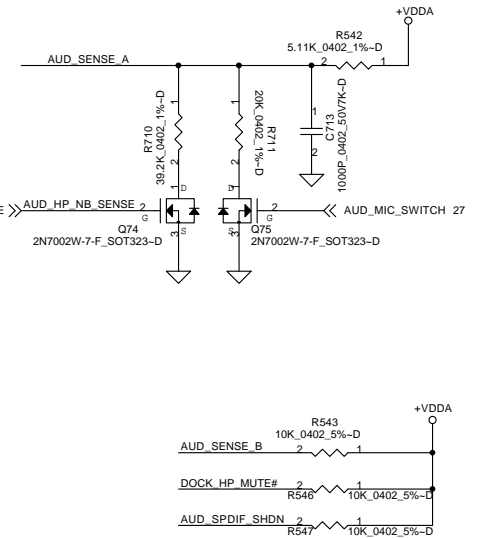 +VDDA
R542
5.11K_0402_1%~D
AUD_SENSE_A
2 1
1
R710
39.2K_0402_1%~D
2
1
R711
20K_0402_1%~D
2
1
C713
1000P_0402_50V7K~D
2
1 D
D 1
E AUD_HP_NB_SENSE 2
G
3 S
S 3
2
G
AUD_MIC_SWITCH 27
Q74
2N7002W-7-F_SOT323~D
Q75
2N7002W-7-F_SOT323~D
+VDDA
R543
10K_0402_5%~D
AUD_SENSE_B 2 1
DOCK_HP_MUTE# 2 1
R546 10K_0402_5%~D
AUD_SPDIF_SHDN 2 1
R547 10K_0402_5%~D